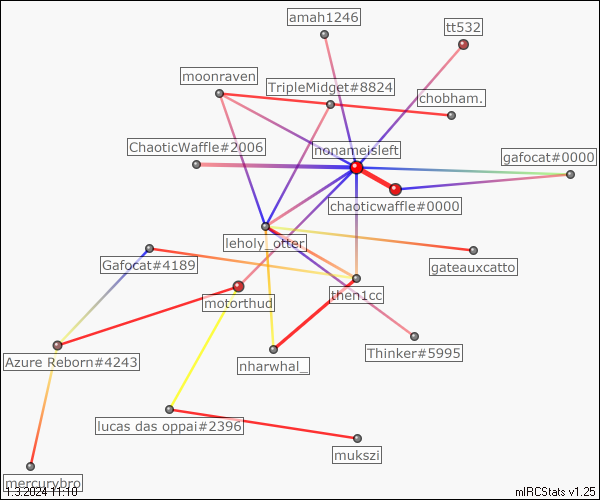 amah1246
tt532
moonraven
TripleMidget#8824
chobham.
ChaoticWaffle#2006
nonameisleft
gafocat#0000
chaoticwaffle#0000
leholy_otter
Gafocat#4189
gateauxcatto
motorthud
then1cc
Azure Reborn#4243
nharwhal_
Thinker#5995
lucas das oppai#2396
mukszi
mercurybro
1.3.2024 11:10
mIRCStats v1.25